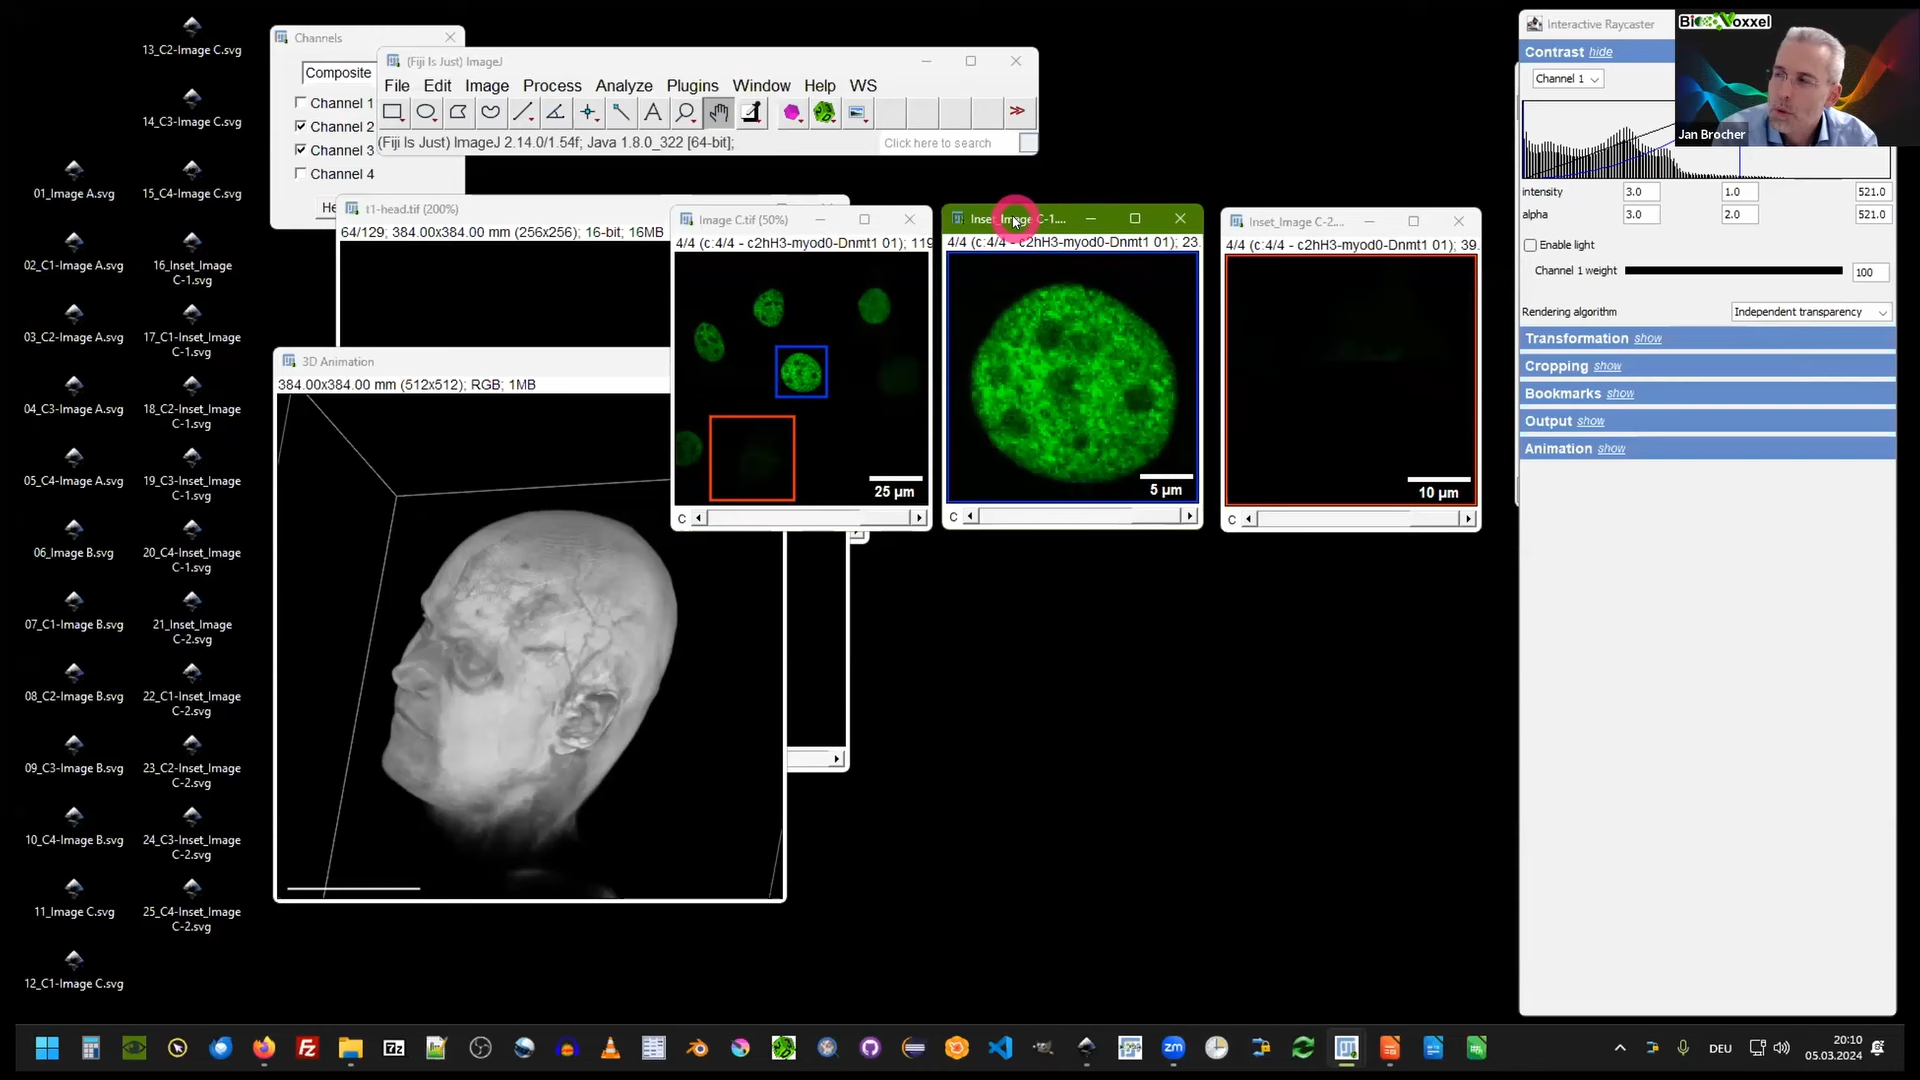 13_C2-Image C.svg
14_C3-Image C.svg
01_Image A.svg
15_C4-Image C.svg
02_C1-Image A.svg
16_Inset_Image
C-1.svg
03_C2-Image A.svg
17_C1-Inset_Image
C-1.svg
04_C3-Image A.svg
18_C2-Inset_Image
C-1.svg
05_C4-Image A.svg
19_C3-Inset_Image
C-1.svg
06_Image B.svg
20_C4-Inset_Image
C-1.svg
07_C1-Image B.svg
21_Inset_Image
C-2.svg
08_C2-Image B.svg
22_C1-Inset_Image
C-2.svg
09_C3-Image B.svg
23_C2-Inset_Image
C-2.svg
10_C4-Image B.svg
24_C3-Inset_Image
C-2.svg
11_Image C.svg
25_C4-Inset_Image
C-2.svg
12_C1-Image C.svg
Channels
Composite
Channel 1
Channel 2
Channel 3
Channel 4
He
(Fiji Is Just) ImageJ
File Edit Image Process Analyze Plugins Window Help WS
(Fiji Is Just) ImageJ 2.14.0/1.54f; Java 1.8.0_322 [64-bit];
Click here to search
t1-head.tif (200%)
64/129; 384.00x384.00 mm (256x256); 16-bit; 16MB
3D Animation
384.00x384.00 mm (512x512); RGB; 1MB
Image C.tif (50%)
4/4 (c:4/4 - c2hH3-myod0-Dnmt1 01); 119
25 µm
C
Inset_Image C-1....
4/4 (c:4/4 - c2hH3-myod0-Dnmt1 01); 23.
5 µm
C
Inset_Image C-2....
4/4 (c:4/4 - c2hH3-myod0-Dnmt1 01); 39.
10 µm
C
Interactive Raycaster
Contrast hide
Channel 1
intensity 3.0 1.0 521.0
alpha 3.0 2.0 521.0
Enable light
Channel 1 weight 100
Rendering algorithm Independent transparency
Transformation show
Cropping show
Bookmarks show
Output show
Animation show
BioVoxxel
Jan Brocher
7z
zm
DEU
20:10
05.03.2024